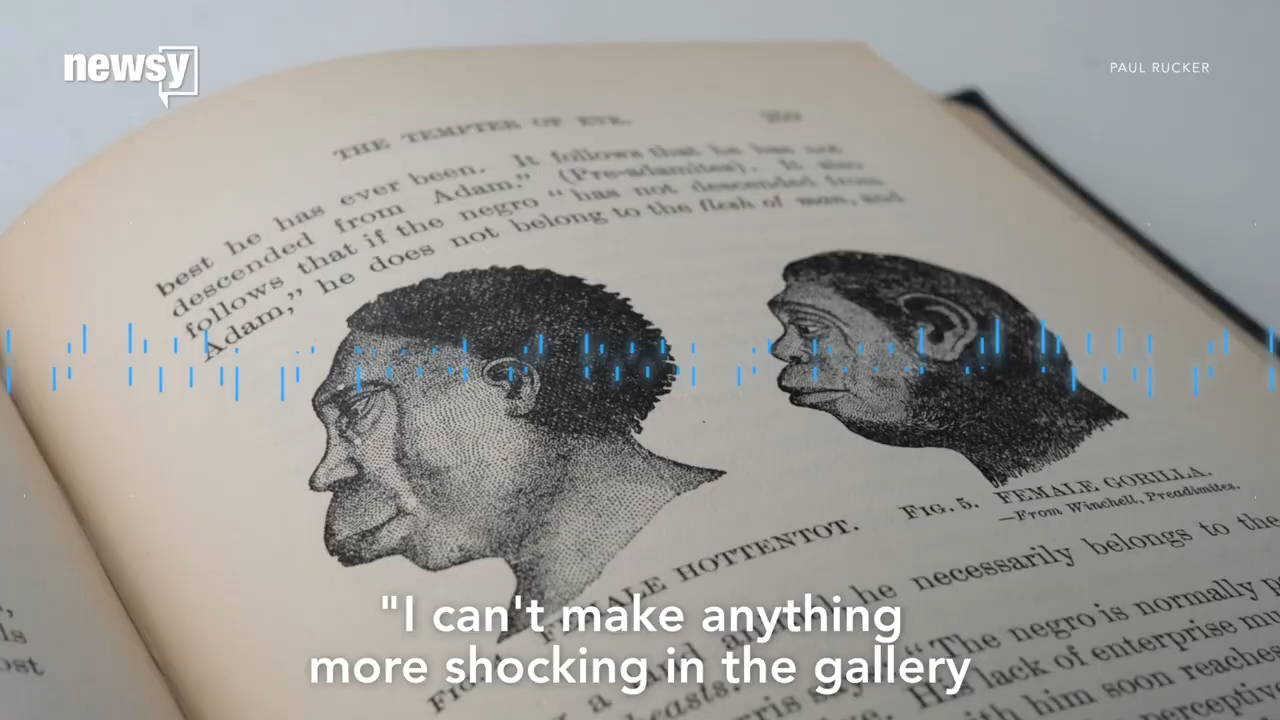 newsy
PAUL RUCKER
THE TEMPTER OF EVE. 259
best he has ever been. It follows that he has not
descended from Adam." (Pre-adamites). It also
follows that if the negro "has not descended from
Adam," he does not belong to the flesh of man, and
FEMALE HOTTENTOT.
FIG. 5. FEMALE GORILLA.
—From Winchell, Preadimites.
he necessarily belongs to the
beasts.
"The negro is normally
His lack of enterprise
with him soon reaches
"I can't make anything
more shocking in the gallery